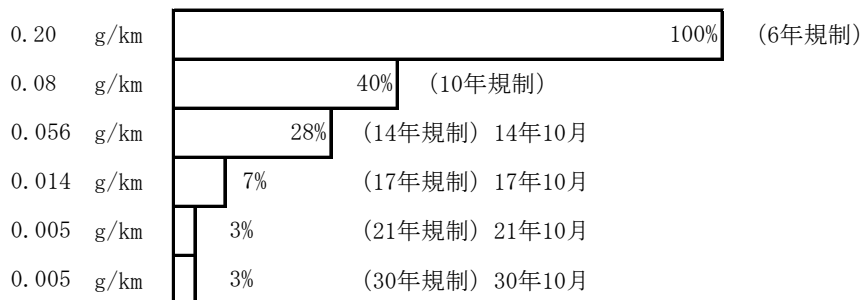 0.20 g/km 100% (6年規制)
0.08 g/km 40% (10年規制)
0.056 g/km 28% (14年規制) 14年10月
0.014 g/km 7% (17年規制) 17年10月
0.005 g/km 3% (21年規制) 21年10月
0.005 g/km 3% (30年規制) 30年10月